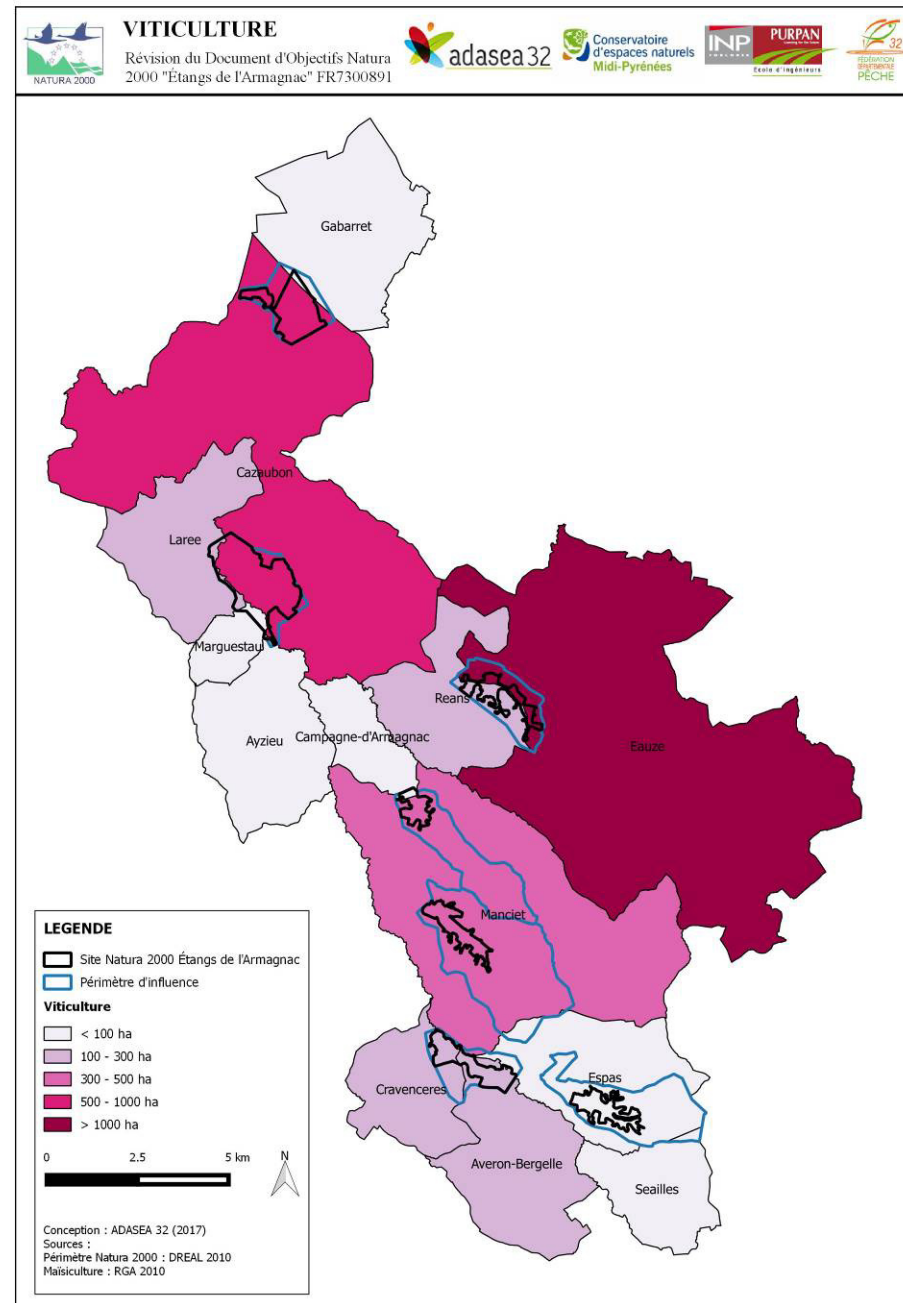 NATURA 2000
VITICULTURE
Révision du Document d'Objectifs Natura
2000 "Étangs de l'Armagnac" FR7300891
adasea 32
Conservatoire
d'espaces naturels
Midi-Pyrénées
INP
PURPAN
École d'Ingénieurs
32
FÉDÉRATION
DÉPARTEMENTALE
PÊCHE
Gabarret
Cazaubon
Laree
Marguestau
Reans
Ayzieu
Campagne-d'Armagnac
Eauze
Manciet
Espas
Cravenceres
Averon-Bergelle
Seailles
LEGENDE
Site Natura 2000 Étangs de l'Armagnac
Périmètre d'influence
Viticulture
< 100 ha
100 - 300 ha
300 - 500 ha
500 - 1000 ha
> 1000 ha
0 2.5 5 km
N
Conception : ADASEA 32 (2017)
Sources :
Périmètre Natura 2000 : DREAL 2010
Maïsiculture : RGA 2010